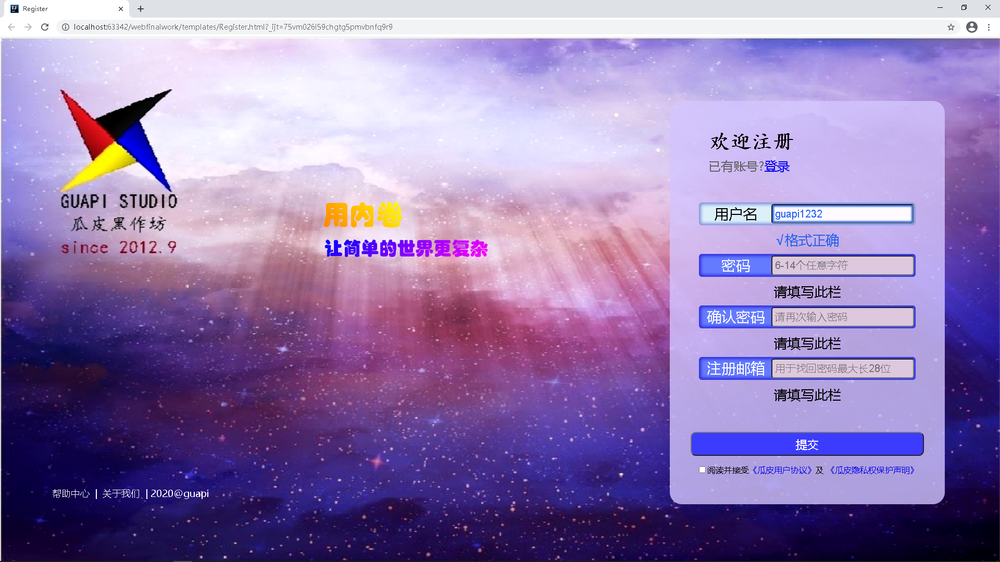 Register
localhost:63342/webfinalwork/templates/Register.html?_ijt=75vm026l59chgtg5pmvbnfq9r9
GUAPI STUDIO
瓜皮黑作坊
since 2012.9
用内卷
让简单的世界更复杂
欢迎注册
已有账号?登录
用户名 guapi1232
√格式正确
密码 6-14个任意字符
请填写此栏
确认密码 请再次输入密码
请填写此栏
注册邮箱 用于找回密码最大长28位
请填写此栏
提交
阅读并接受《瓜皮用户协议》及 《瓜皮隐私权保护声明》
帮助中心 | 关于我们 | 2020@guapi